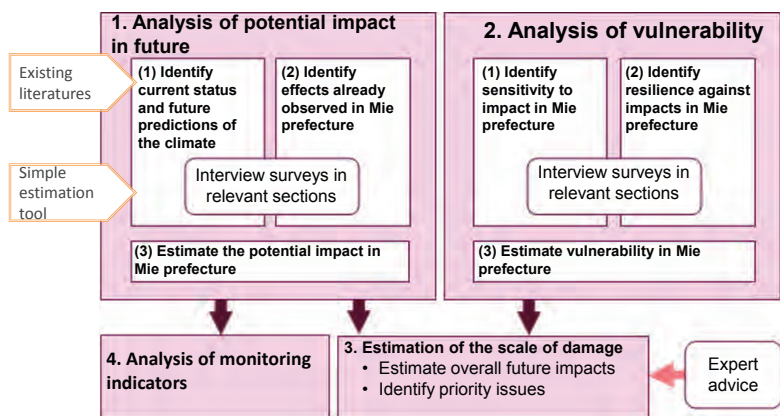 1. Analysis of potential impact
in future
Existing
literatures
Simple
estimation
tool
(1) Identify
current status
and future
predictions of
the climate
(2) Identify
effects already
observed in Mie
prefecture
Interview surveys in
relevant sections
(3) Estimate the potential impact in
Mie prefecture
2. Analysis of vulnerability
(1) Identify
sensitivity to
impact in Mie
prefecture
(2) Identify
resilience against
impacts in Mie
prefecture
Interview surveys in
relevant sections
(3) Estimate vulnerability in Mie
prefecture
4. Analysis of monitoring
indicators
3. Estimation of the scale of damage
• Estimate overall future impacts
• Identify priority issues
Expert
advice